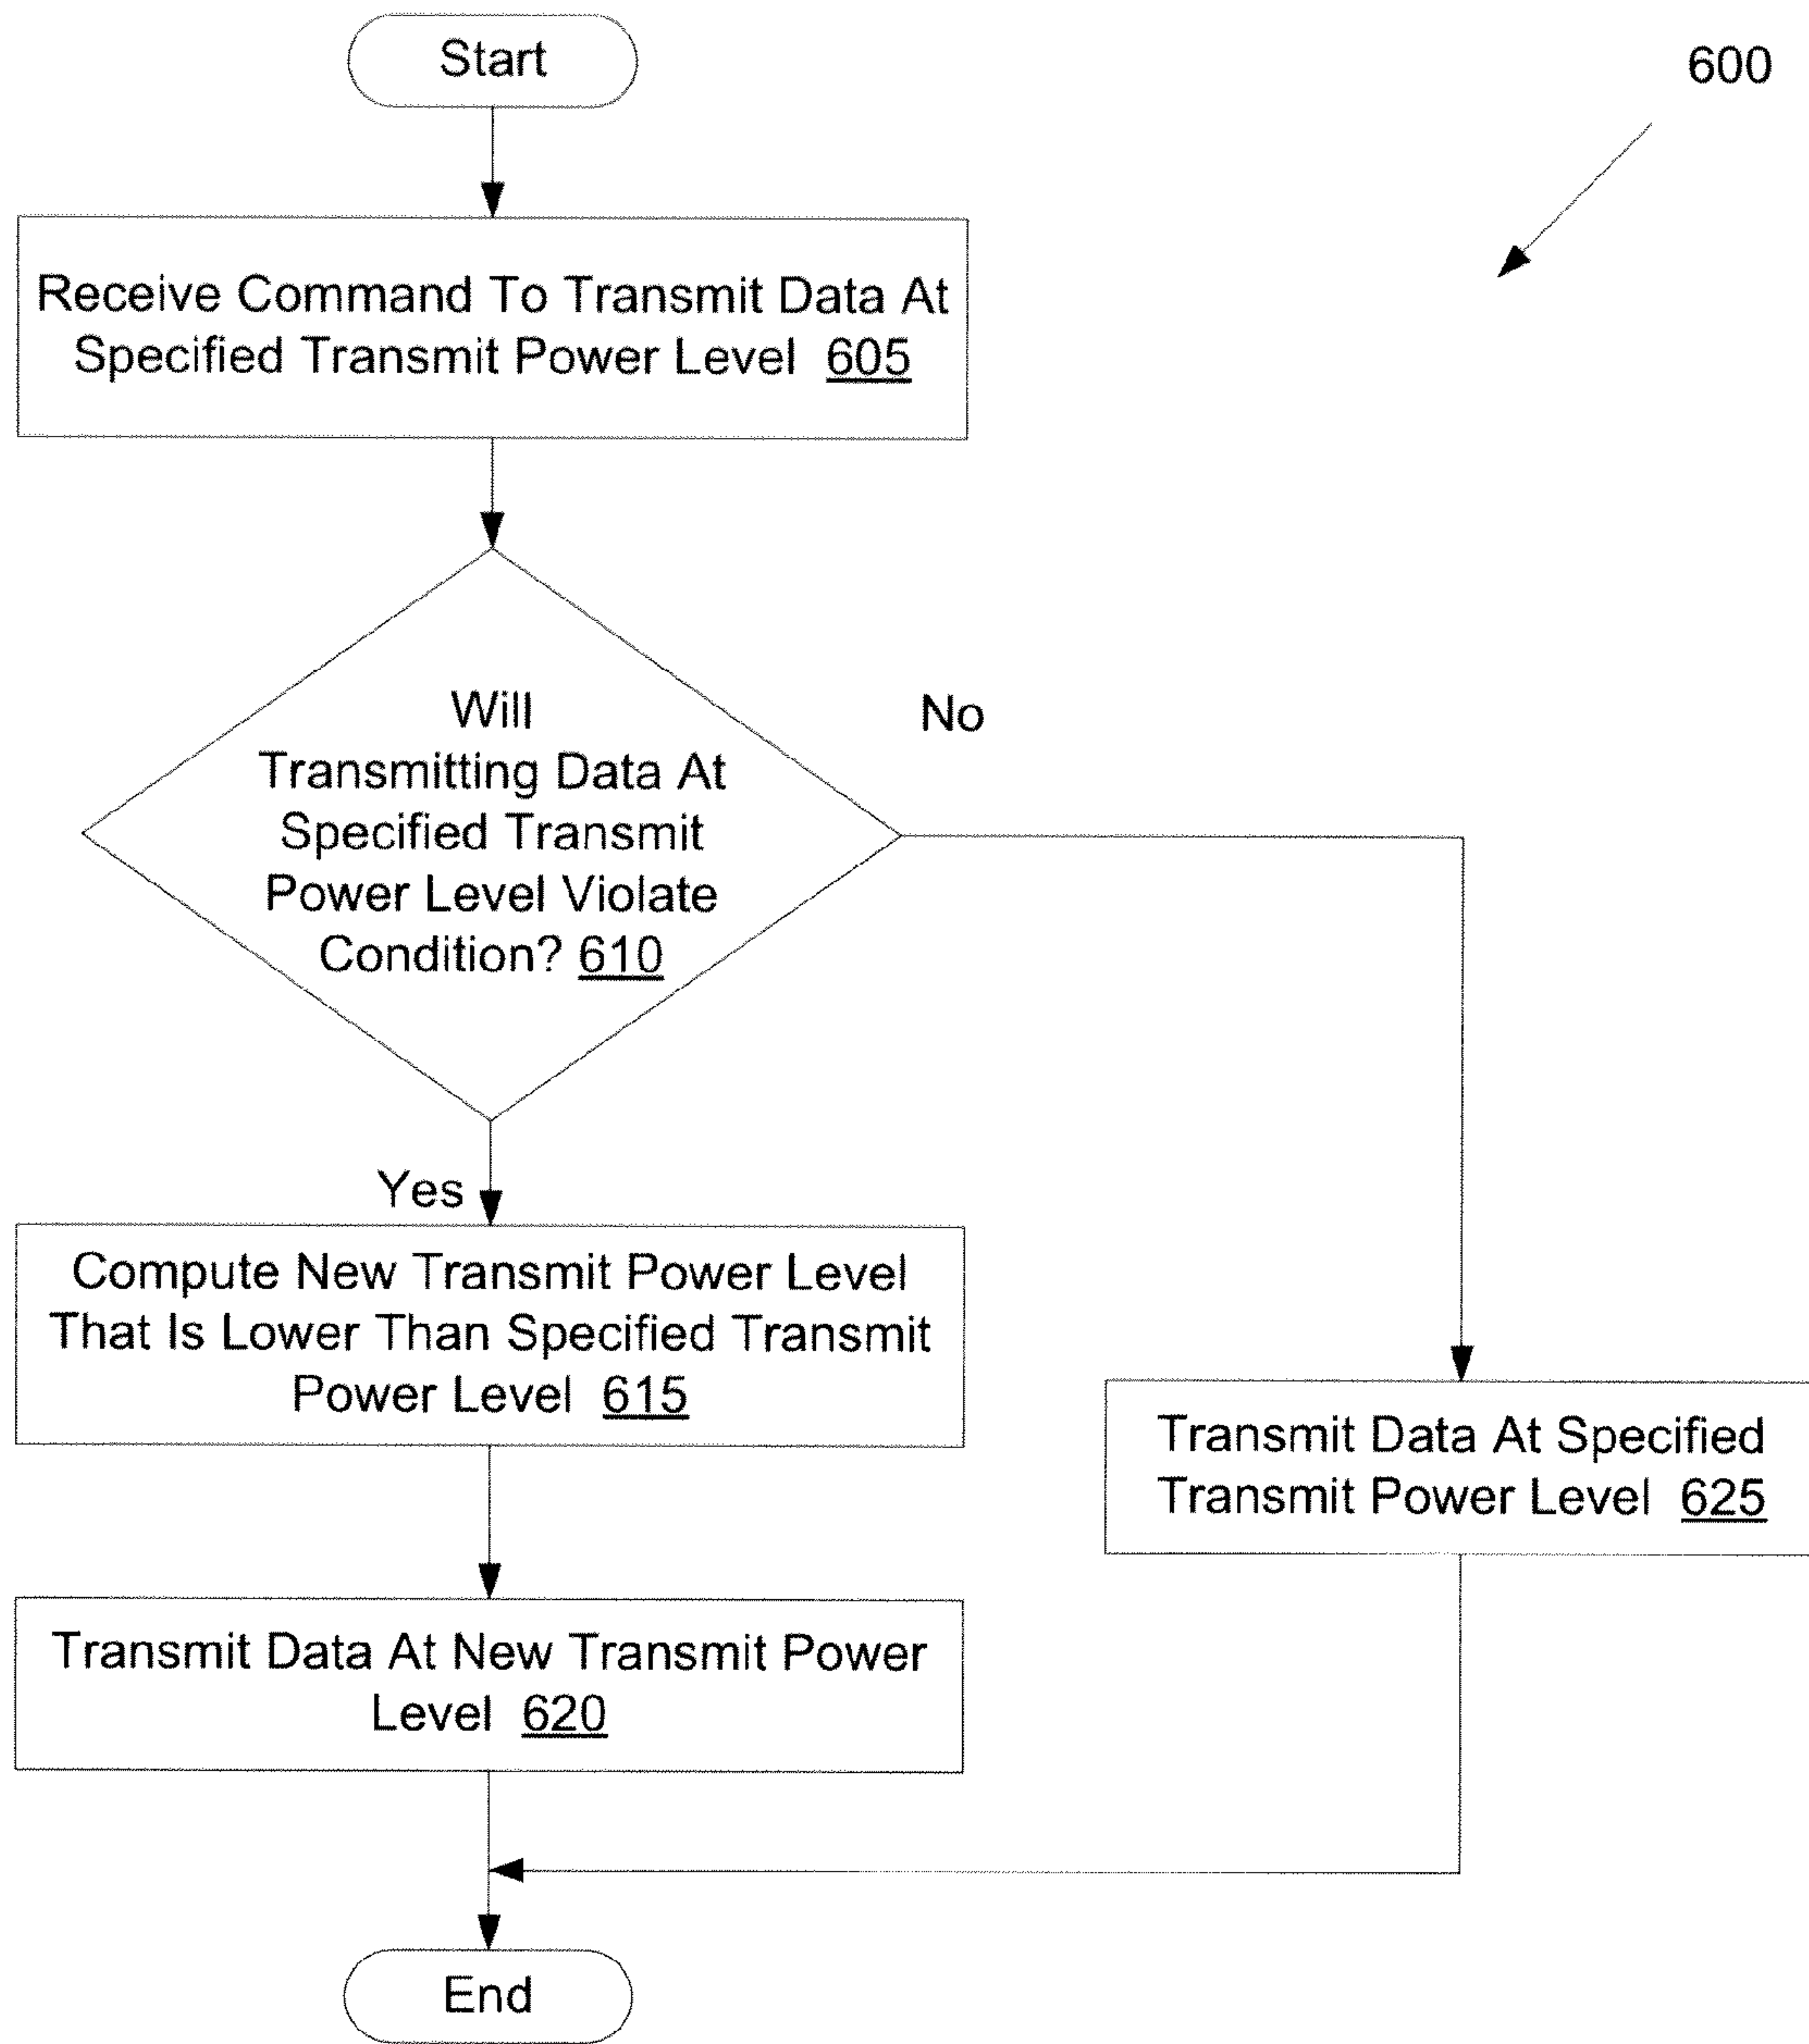 Start
600
Receive Command To Transmit Data At
Specified Transmit Power Level 605
Will
Transmitting Data At
Specified Transmit
Power Level Violate
Condition? 610
No
Yes
Compute New Transmit Power Level
That Is Lower Than Specified Transmit
Power Level 615
Transmit Data At Specified
Transmit Power Level 625
Transmit Data At New Transmit Power
Level 620
End